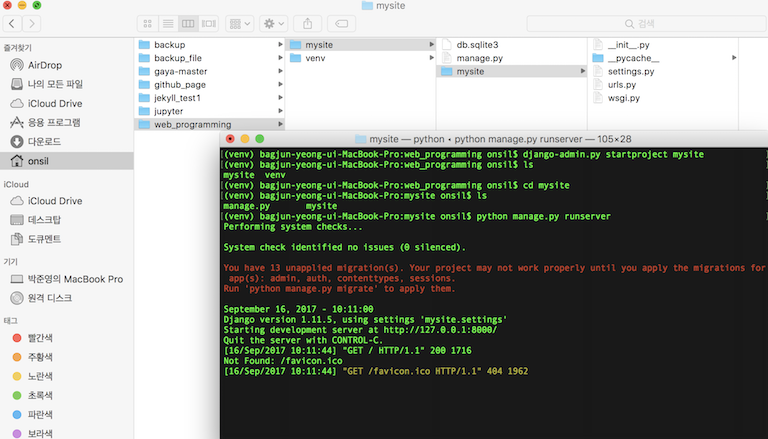 mysite
검색
즐겨찾기
AirDrop
나의 모든 파일
iCloud Drive
응용 프로그램
다운로드
onsil
iCloud
iCloud Drive
데스크탑
도큐멘트
기기
박준영의 MacBook Pro
원격 디스크
태그
빨간색
주황색
노란색
초록색
파란색
보라색
backup
backup_file
gaya-master
github_page
jekyll_test1
jupyter
web_programming
mysite
venv
db.sqlite3
manage.py
mysite
__init__.py
__pycache__
settings.py
urls.py
wsgi.py
mysite — python • python manage.py runserver — 105×28
[(venv) bagjun-yeong-ui-MacBook-Pro:web_programming onsil$ django-admin.py startproject mysite
[(venv) bagjun-yeong-ui-MacBook-Pro:web_programming onsil$ ls
mysite venv
[(venv) bagjun-yeong-ui-MacBook-Pro:web_programming onsil$ cd mysite
[(venv) bagjun-yeong-ui-MacBook-Pro:mysite onsil$ ls
manage.py mysite
[(venv) bagjun-yeong-ui-MacBook-Pro:mysite onsil$ python manage.py runserver
Performing system checks...
System check identified no issues (0 silenced).
You have 13 unapplied migration(s). Your project may not work properly until you apply the migrations for
app(s): admin, auth, contenttypes, sessions.
Run 'python manage.py migrate' to apply them.
September 16, 2017 - 10:11:00
Django version 1.11.5, using settings 'mysite.settings'
Starting development server at http://127.0.0.1:8000/
Quit the server with CONTROL-C.
[16/Sep/2017 10:11:44] "GET / HTTP/1.1" 200 1716
Not Found: /favicon.ico
[16/Sep/2017 10:11:44] "GET /favicon.ico HTTP/1.1" 404 1962